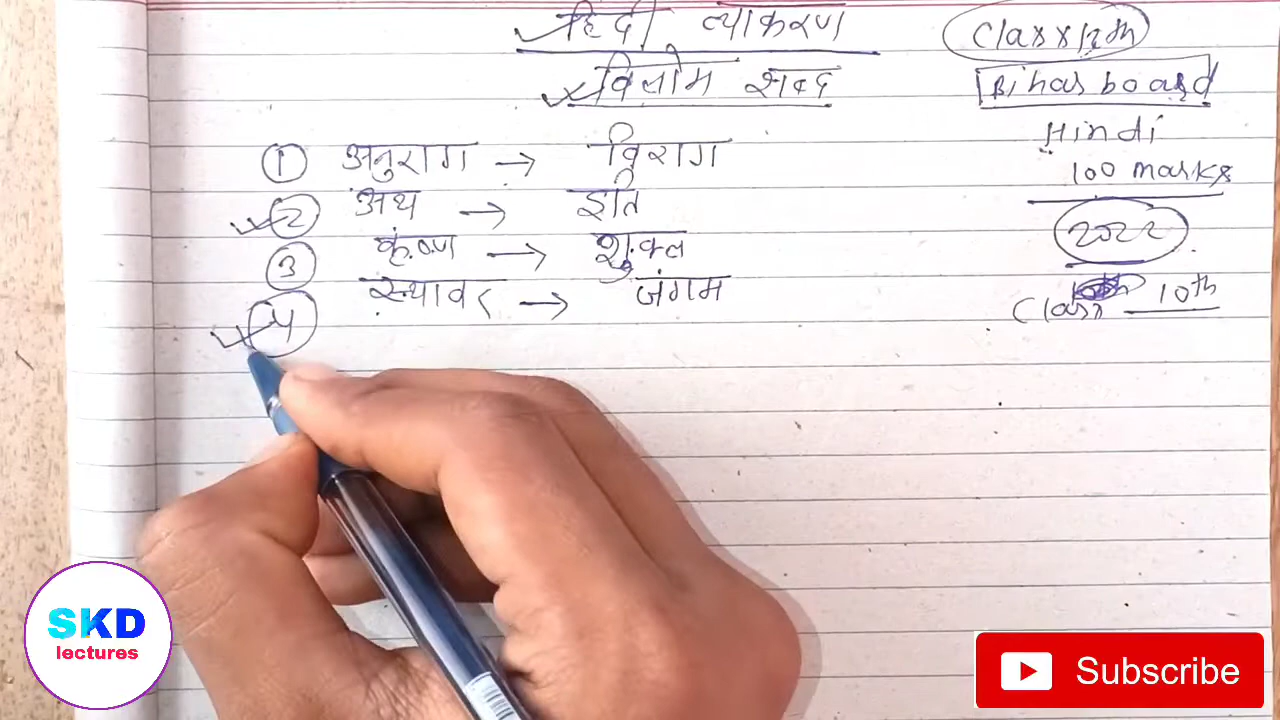 हिंदी व्याकरण
विलोम शब्द
Class 12th
Bihar board
Hindi
100 marks
2022
Class 10th
① अनुराग → विराग
② अथ → इति
③ कृष्ण → शुक्ल
④ स्थावर → जंगम
SKD
lectures
Subscribe